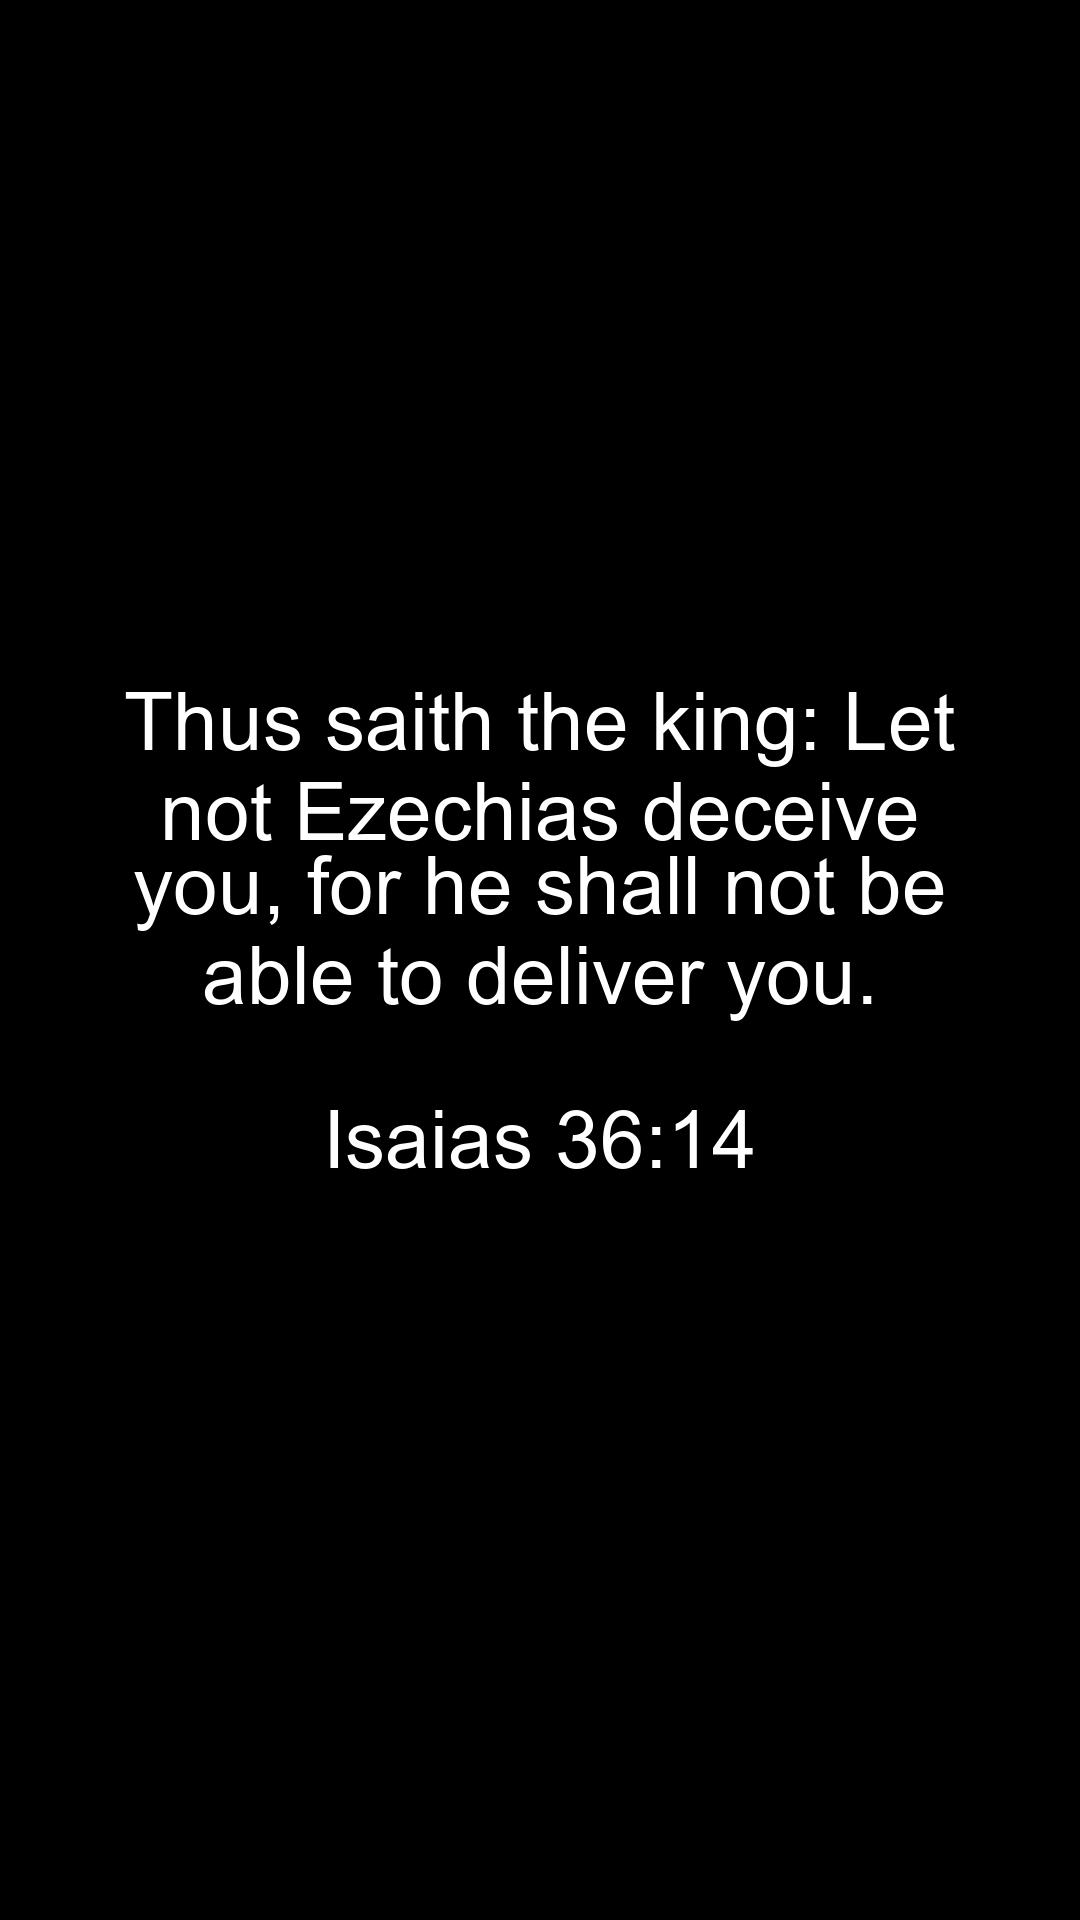 Thus saith the king: Let
not Ezechias deceive
you, for he shall not be
able to deliver you.
Isaias 36:14